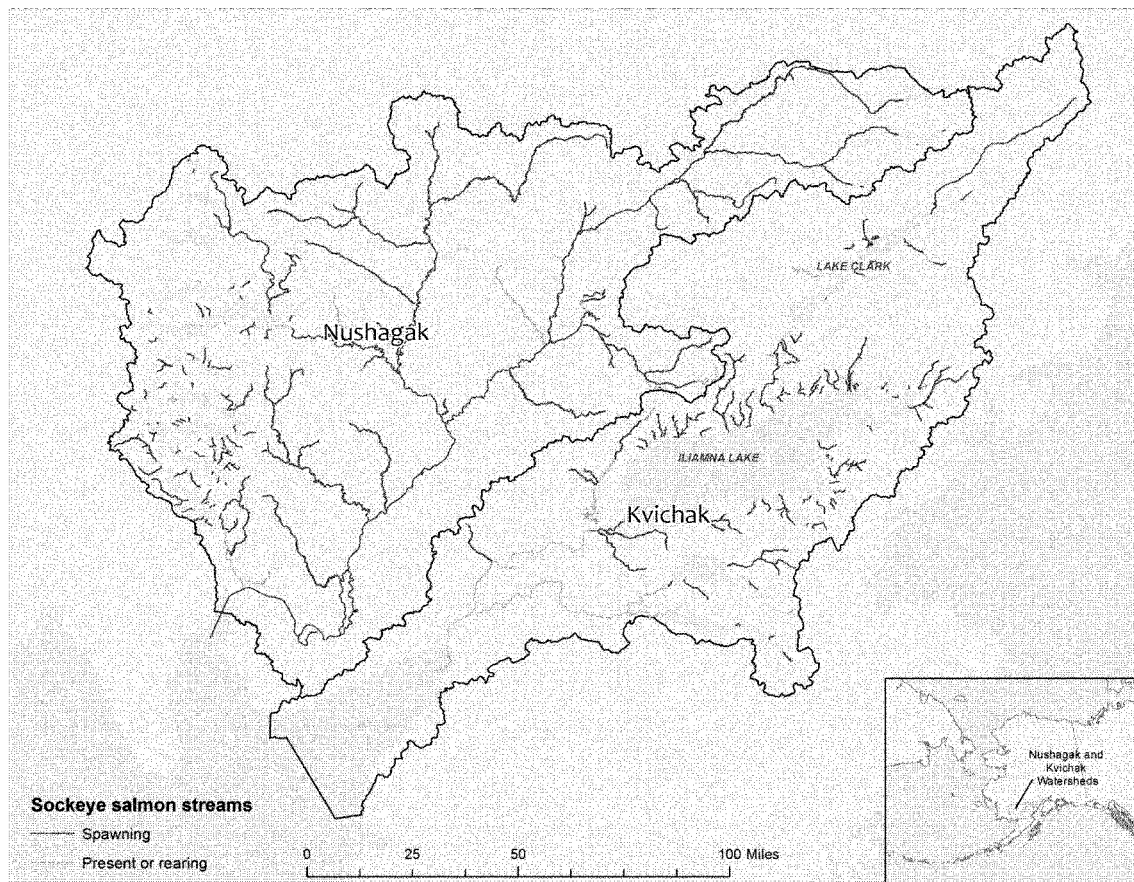 LAKE CLARK
Nushagak
ILIAMNA LAKE
Kvichak
Sockeye salmon streams
Spawning
Present or rearing
0 25 50 100 Miles
Nushagak and
Kvichak
Watersheds